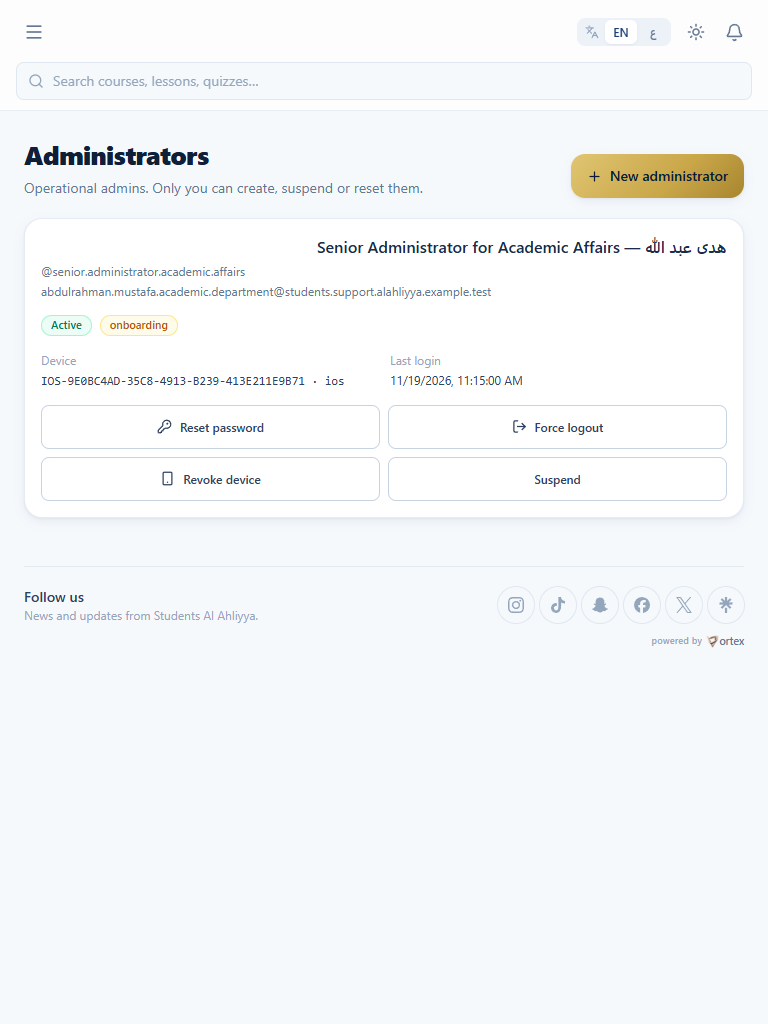 EN
ع
Search courses, lessons, quizzes...
Administrators
Operational admins. Only you can create, suspend or reset them.
New administrator
هدى عبد الله — Senior Administrator for Academic Affairs
@senior.administrator.academic.affairs
abdulrahman.mustafa.academic.department@students.support.alahliyya.example.test
Active
onboarding
Device
Last login
IOS-9E0BC4AD-35C8-4913-B239-413E211E9B71 · ios
11/19/2026, 11:15:00 AM
Reset password
Force logout
Revoke device
Suspend
Follow us
News and updates from Students Al Ahliyya.
powered by ortex